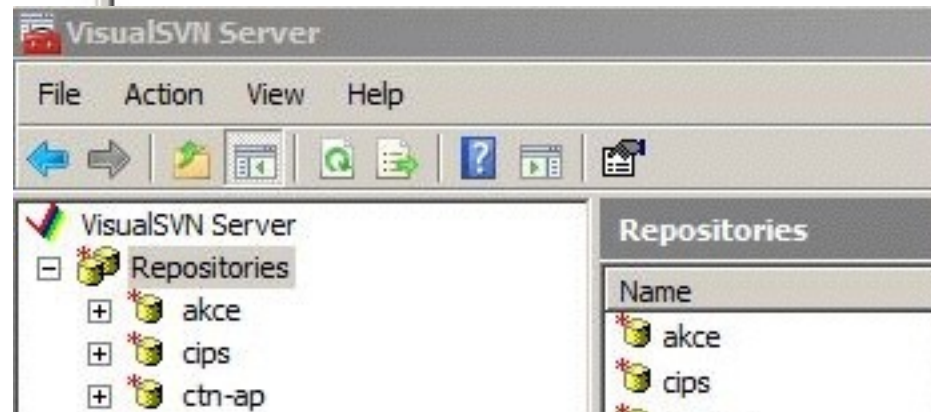 VisualSVN Server
File Action View Help
VisualSVN Server
Repositories
akce
cips
ctn-ap
Repositories
Name
akce
cips